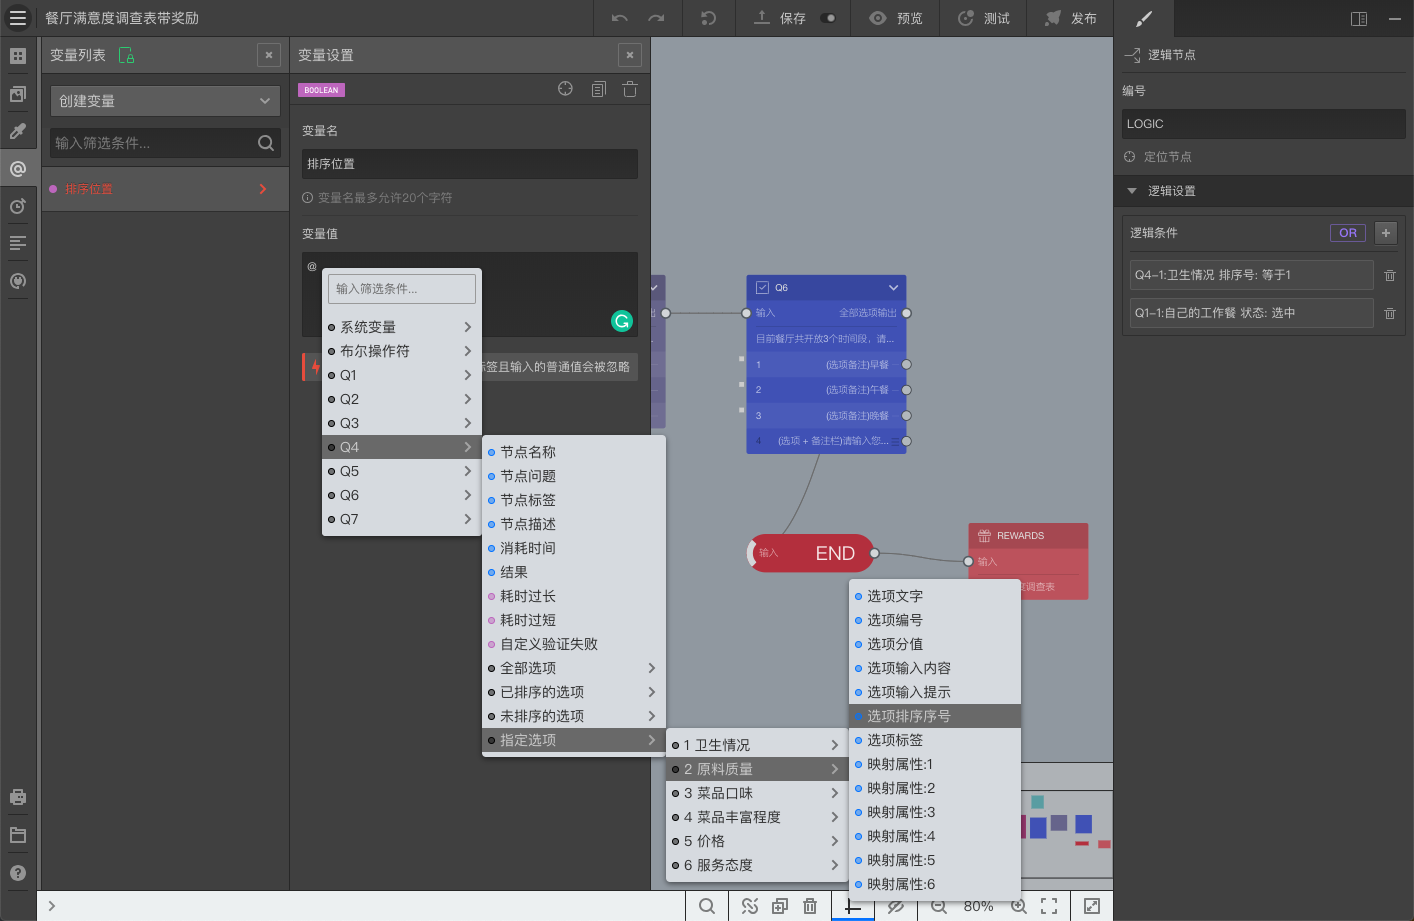 餐厅满意度调查表带奖励
保存
预览
测试
发布
变量列表
创建变量
输入筛选条件...
排序位置
变量设置
BOOLEAN
变量名
排序位置
变量名最多允许20个字符
变量值
@
标签且输入的普通值会被忽略
输入筛选条件...
系统变量
布尔操作符
Q1
Q2
Q3
Q4
Q5
Q6
Q7
节点名称
节点问题
节点标签
节点描述
消耗时间
结果
耗时过长
耗时过短
自定义验证失败
全部选项
已排序的选项
未排序的选项
指定选项
1 卫生情况
2 原料质量
3 菜品口味
4 菜品丰富程度
5 价格
6 服务态度
选项文字
选项编号
选项分值
选项输入内容
选项输入提示
选项排序序号
选项标签
映射属性:1
映射属性:2
映射属性:3
映射属性:4
映射属性:5
映射属性:6
Q6
输入 全部选项输出
目前餐厅共开放3个时间段，请...
1 (选项备注)早餐
2 (选项备注)午餐
3 (选项备注)晚餐
4 (选项 + 备注栏)请输入您...
输入 END
REWARDS
输入
调查表
80%
逻辑节点
编号
LOGIC
定位节点
逻辑设置
逻辑条件 OR
Q4-1:卫生情况 排序号: 等于1
Q1-1:自己的工作餐 状态: 选中